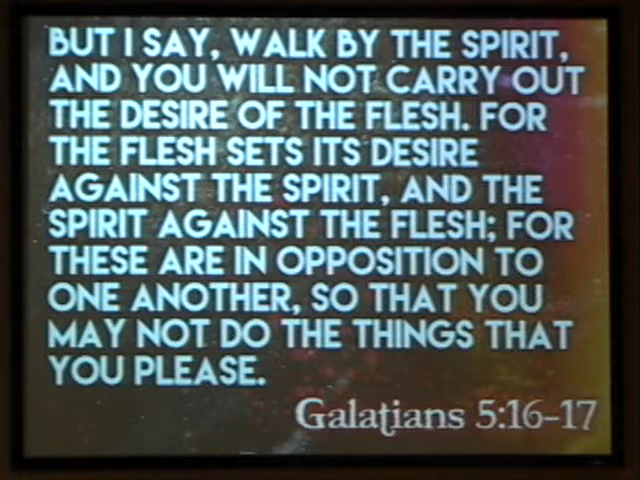 BUT I SAY, WALK BY THE SPIRIT,
AND YOU WILL NOT CARRY OUT
THE DESIRE OF THE FLESH. FOR
THE FLESH SETS ITS DESIRE
AGAINST THE SPIRIT, AND THE
SPIRIT AGAINST THE FLESH; FOR
THESE ARE IN OPPOSITION TO
ONE ANOTHER, SO THAT YOU
MAY NOT DO THE THINGS THAT
YOU PLEASE.
Galatians 5:16-17